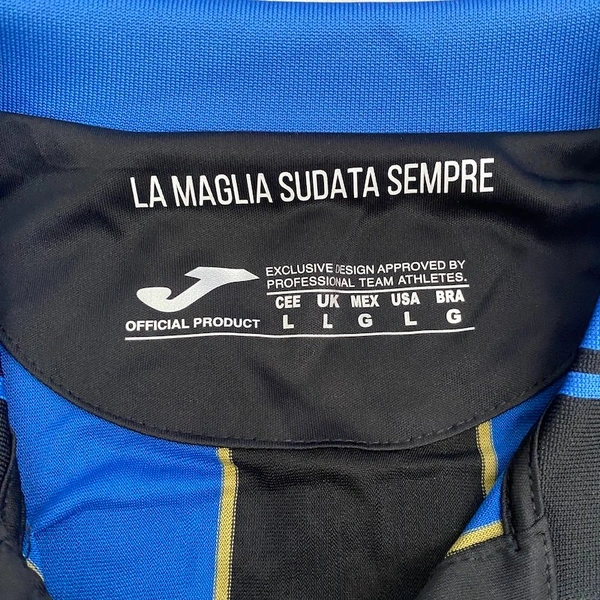 LA MAGLIA SUDATA SEMPRE
EXCLUSIVE DESIGN APPROVED BY
PROFESSIONAL TEAM ATHLETES.
CEE UK MEX USA BRA
OFFICIAL PRODUCT L L G L G